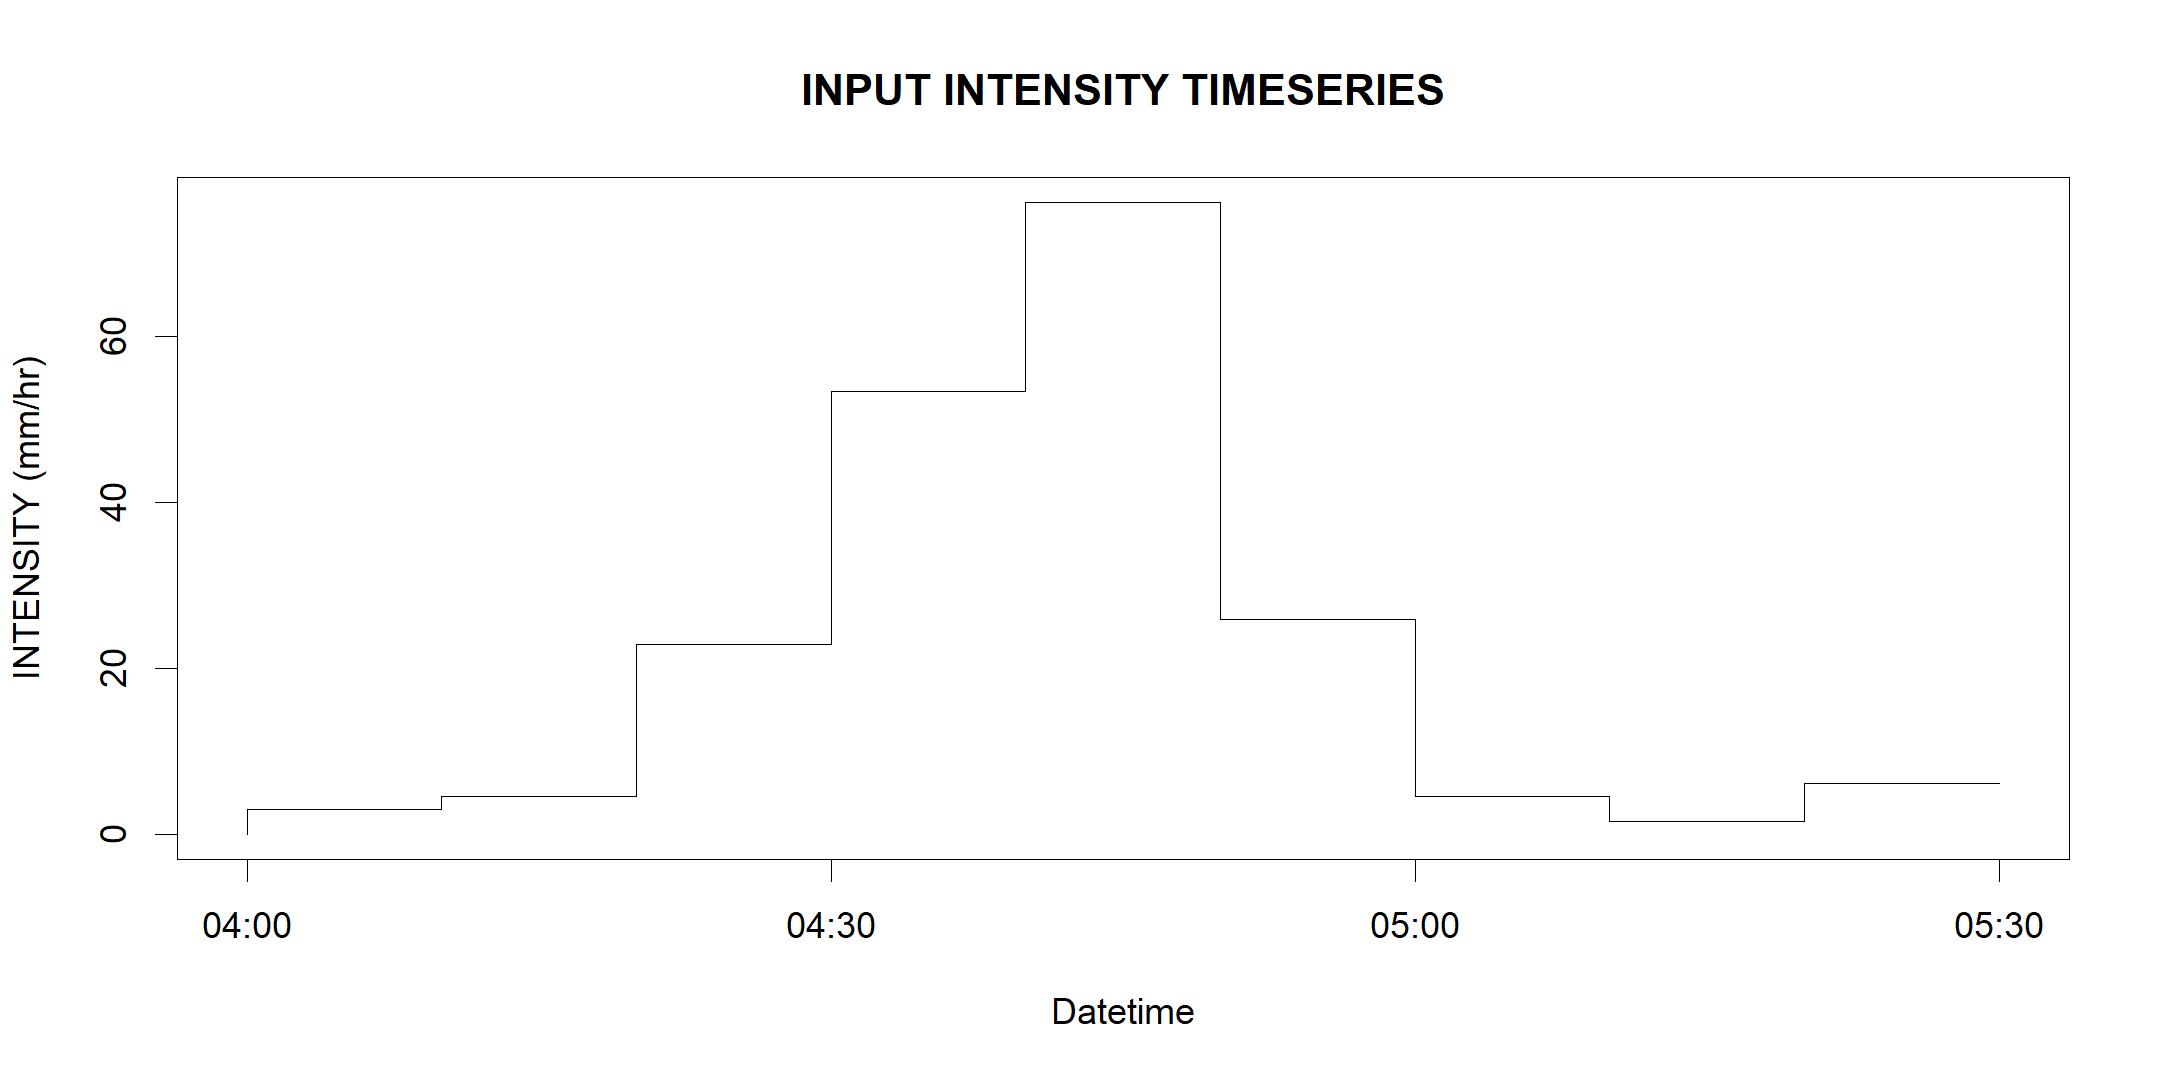 INPUT INTENSITY TIMESERIES
INTENSITY (mm/hr)
60
40
20
0
04:00 04:30 05:00 05:30
Datetime